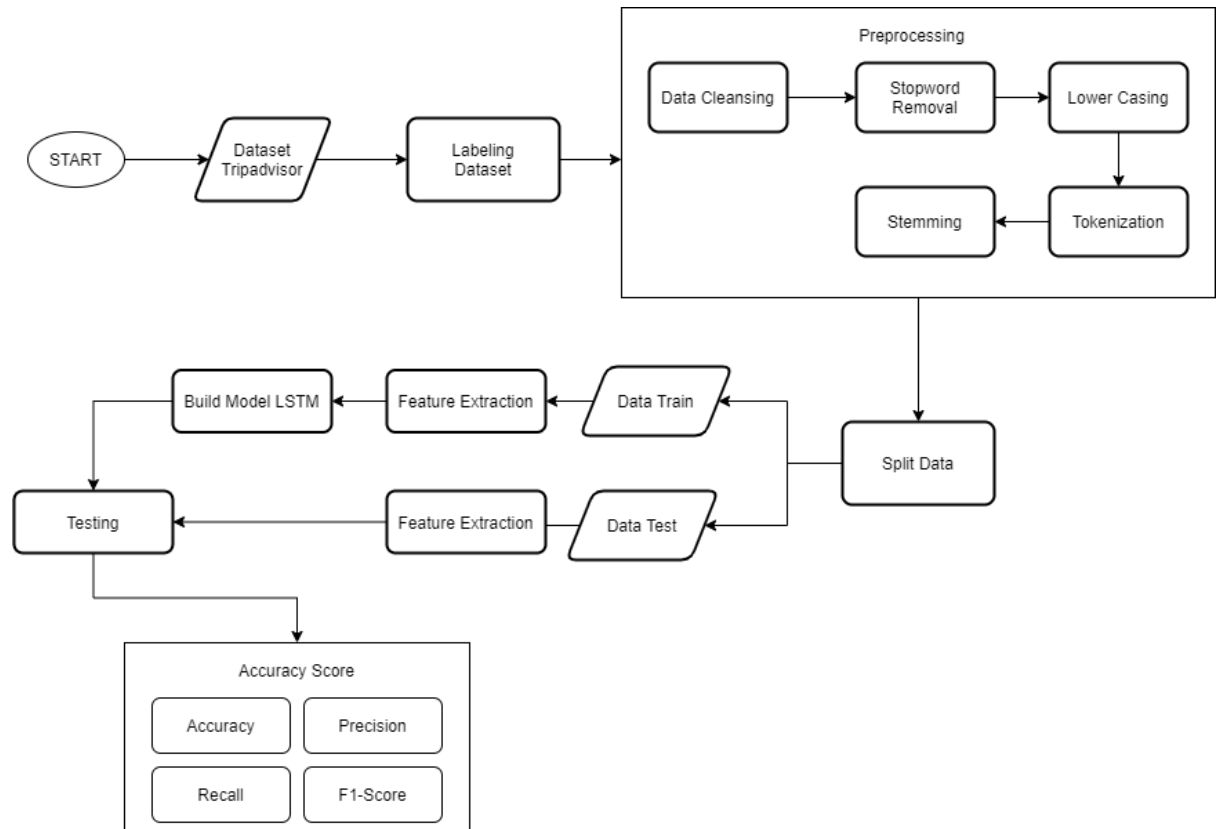 Preprocessing
Data Cleansing
Stopword
Removal
Lower Casing
START
Dataset
Tripadvisor
Labeling
Dataset
Stemming
Tokenization
Build Model LSTM
Feature Extraction
Data Train
Split Data
Testing
Feature Extraction
Data Test
Accuracy Score
Accuracy
Precision
Recall
F1-Score